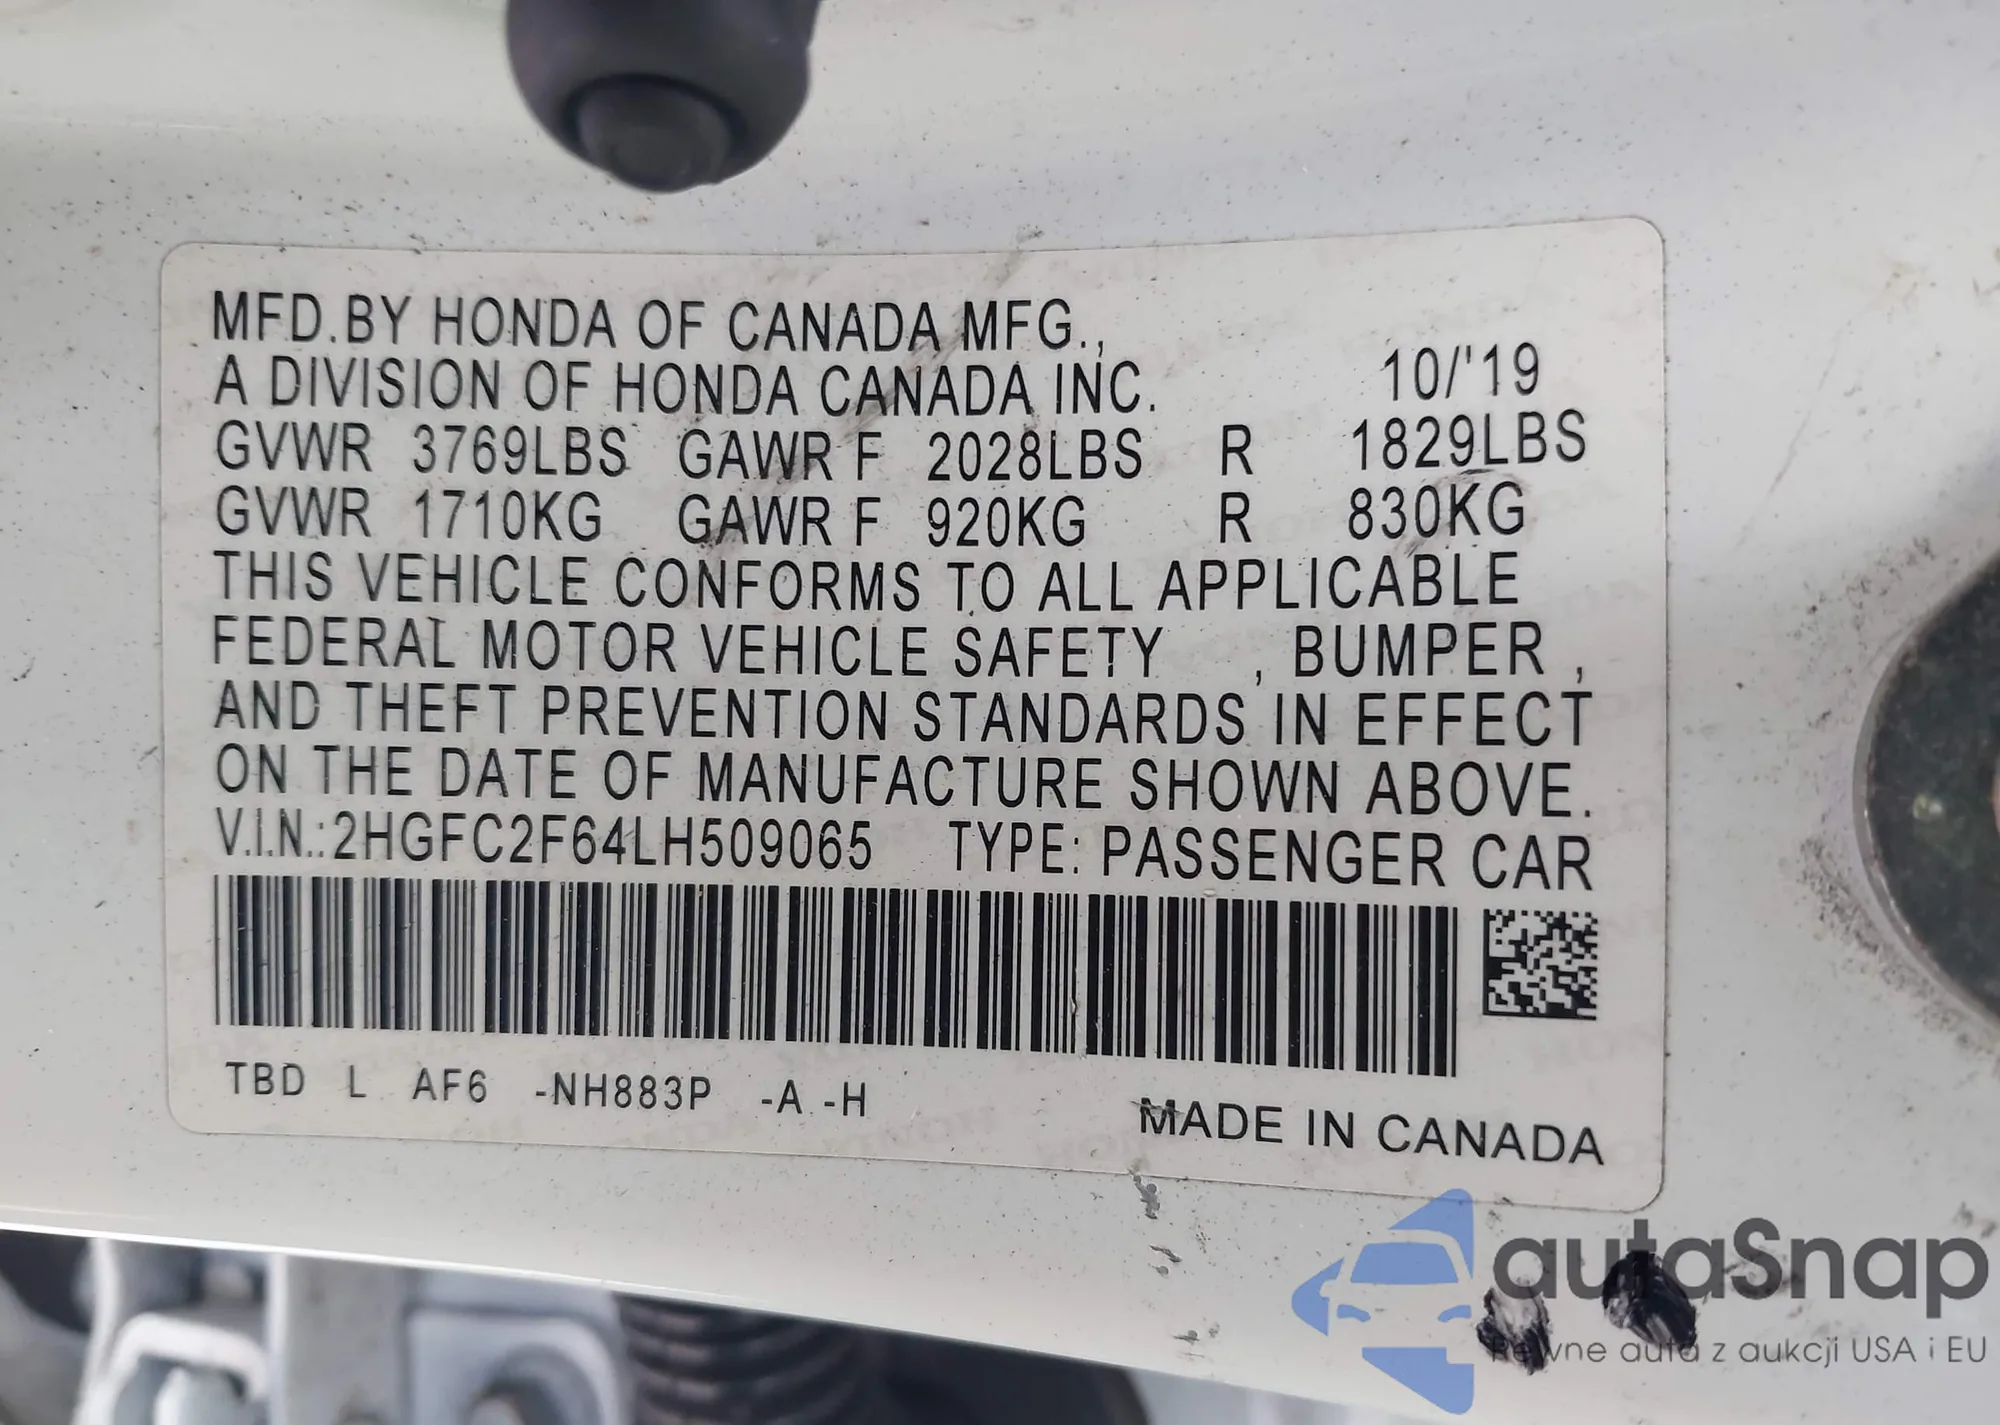 MFD.BY HONDA OF CANADA MFG.,
A DIVISION OF HONDA CANADA INC. 10/'19
GVWR 3769LBS GAWR F 2028LBS R 1829LBS
GVWR 1710KG GAWR F 920KG R 830KG
THIS VEHICLE CONFORMS TO ALL APPLICABLE
FEDERAL MOTOR VEHICLE SAFETY , BUMPER ,
AND THEFT PREVENTION STANDARDS IN EFFECT
ON THE DATE OF MANUFACTURE SHOWN ABOVE.
V.I.N.:2HGFC2F64LH509065 TYPE: PASSENGER CAR
TBD L AF6 -NH883P -A -H
MADE IN CANADA
autaSnap
Pewne auta z aukcji USA i EU